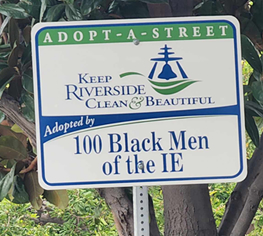 ADOPT-A-STREET
KEEP
RIVERSIDE
CLEAN & BEAUTIFUL
Adopted by
100 Black Men
of the IE